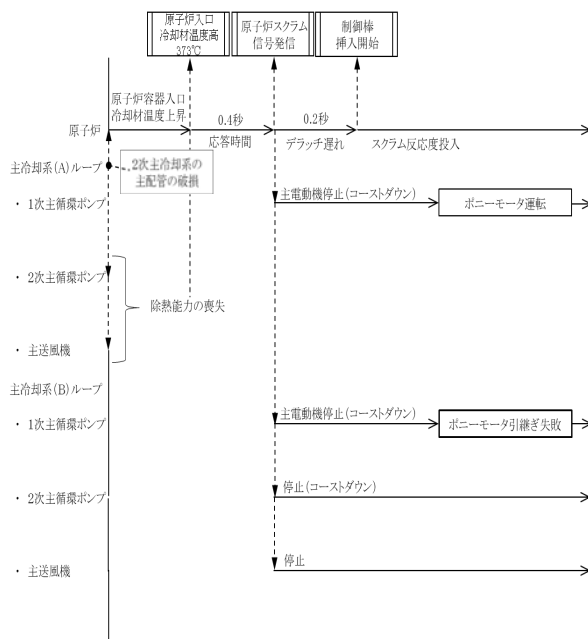 原子炉入口
冷却材温度高
373℃
原子炉スクラム
信号発信
制御棒
挿入開始
原子炉容器入口
冷却材温度上昇
0.4秒
0.2秒
原子炉
応答時間
デラッチ遅れ
スクラム反応度投入
主冷却系(A)ループ
2次主冷却系の
主配管の破損
・ 1次主循環ポンプ
主電動機停止(コーストダウン)
ポニーモータ運転
・ 2次主循環ポンプ
除熱能力の喪失
・ 主送風機
主冷却系(B)ループ
・ 1次主循環ポンプ
主電動機停止(コーストダウン)
ポニーモータ引継ぎ失敗
・ 2次主循環ポンプ
停止(コーストダウン)
・ 主送風機
停止